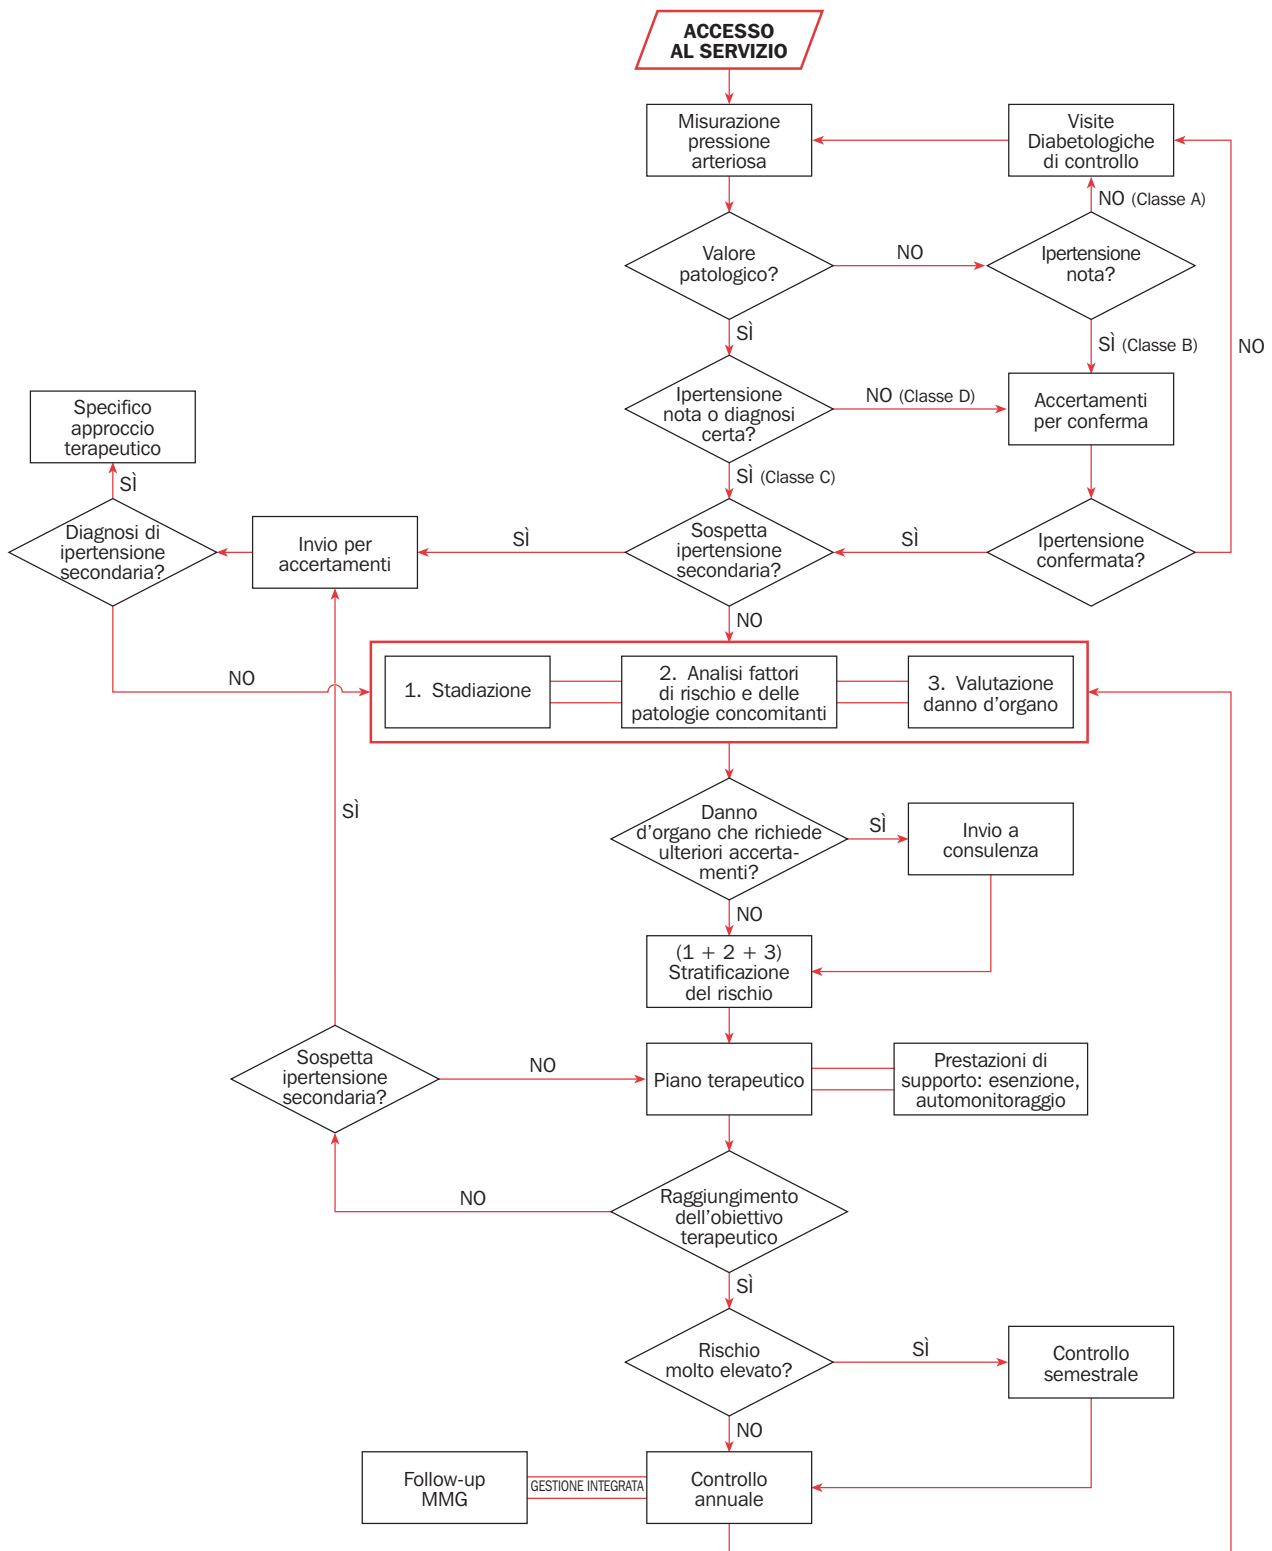 ACCESSO
AL SERVIZIO
Misurazione
pressione
arteriosa
Visite
Diabetologiche
di controllo
NO (Classe A)
Valore
patologico?
NO
Ipertensione
nota?
SÌ
SÌ (Classe B)
NO
Ipertensione
nota o diagnosi
certa?
NO (Classe D)
Accertamenti
per conferma
Specifico
approccio
terapeutico
SÌ
SÌ (Classe C)
Diagnosi di
ipertensione
secondaria?
Invio per
accertamenti
SÌ
Sospetta
ipertensione
secondaria?
SÌ
Ipertensione
confermata?
NO
NO
1. Stadiazione
2. Analisi fattori
di rischio e delle
patologie concomitanti
3. Valutazione
danno d'organo
SÌ
Danno
d'organo che richiede
ulteriori accerta-
menti?
SÌ
Invio a
consulenza
NO
(1 + 2 + 3)
Stratificazione
del rischio
Sospetta
ipertensione
secondaria?
NO
Piano terapeutico
Prestazioni di
supporto: esenzione,
automonitoraggio
NO
Raggiungimento
dell'obiettivo
terapeutico
SÌ
Rischio
molto elevato?
SÌ
Controllo
semestrale
NO
Follow-up
MMG
GESTIONE INTEGRATA
Controllo
annuale